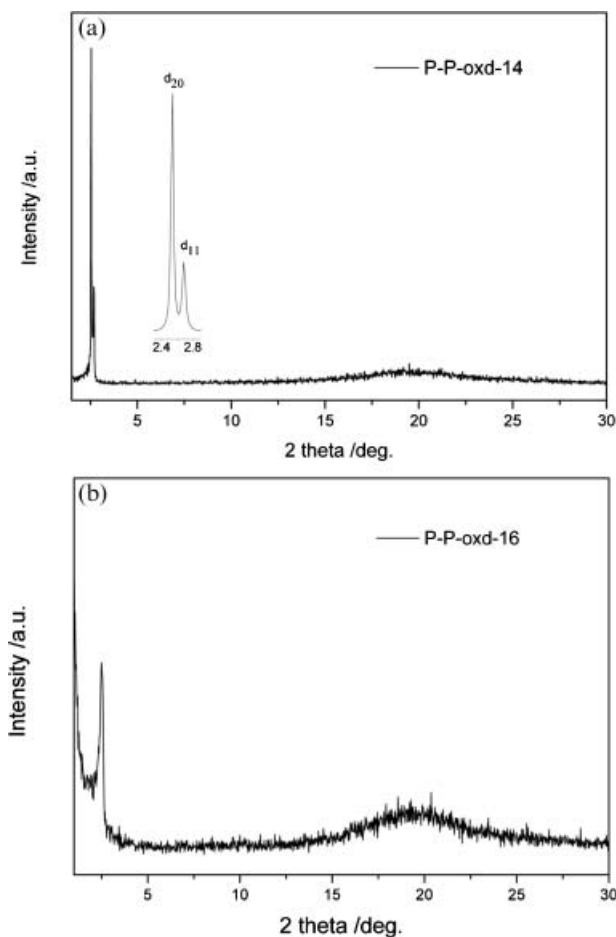 (a)
P-P-oxd-14
d20
d11
2.4 2.8
Intensity /a.u.
5 10 15 20 25 30
2 theta /deg.
(b)
P-P-oxd-16
Intensity /a.u.
5 10 15 20 25 30
2 theta /deg.